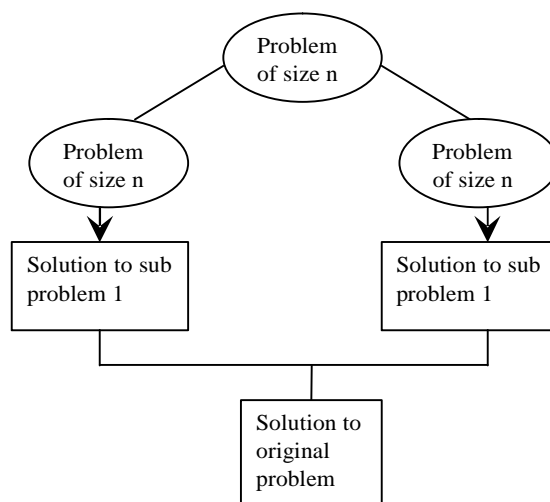 Problem
of size n
Problem
of size n
Problem
of size n
Solution to sub
problem 1
Solution to sub
problem 1
Solution to
original
problem